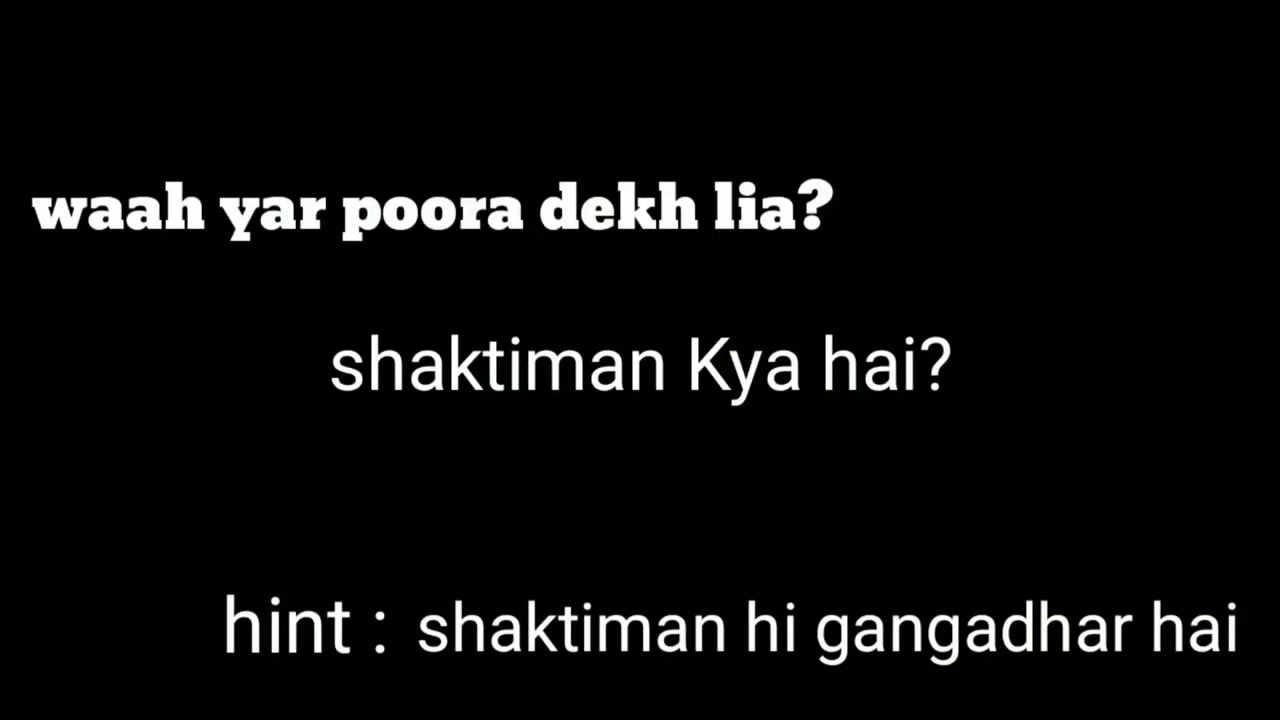 waah yar poora dekh lia?
shaktiman Kya hai?
hint : shaktiman hi gangadhar hai